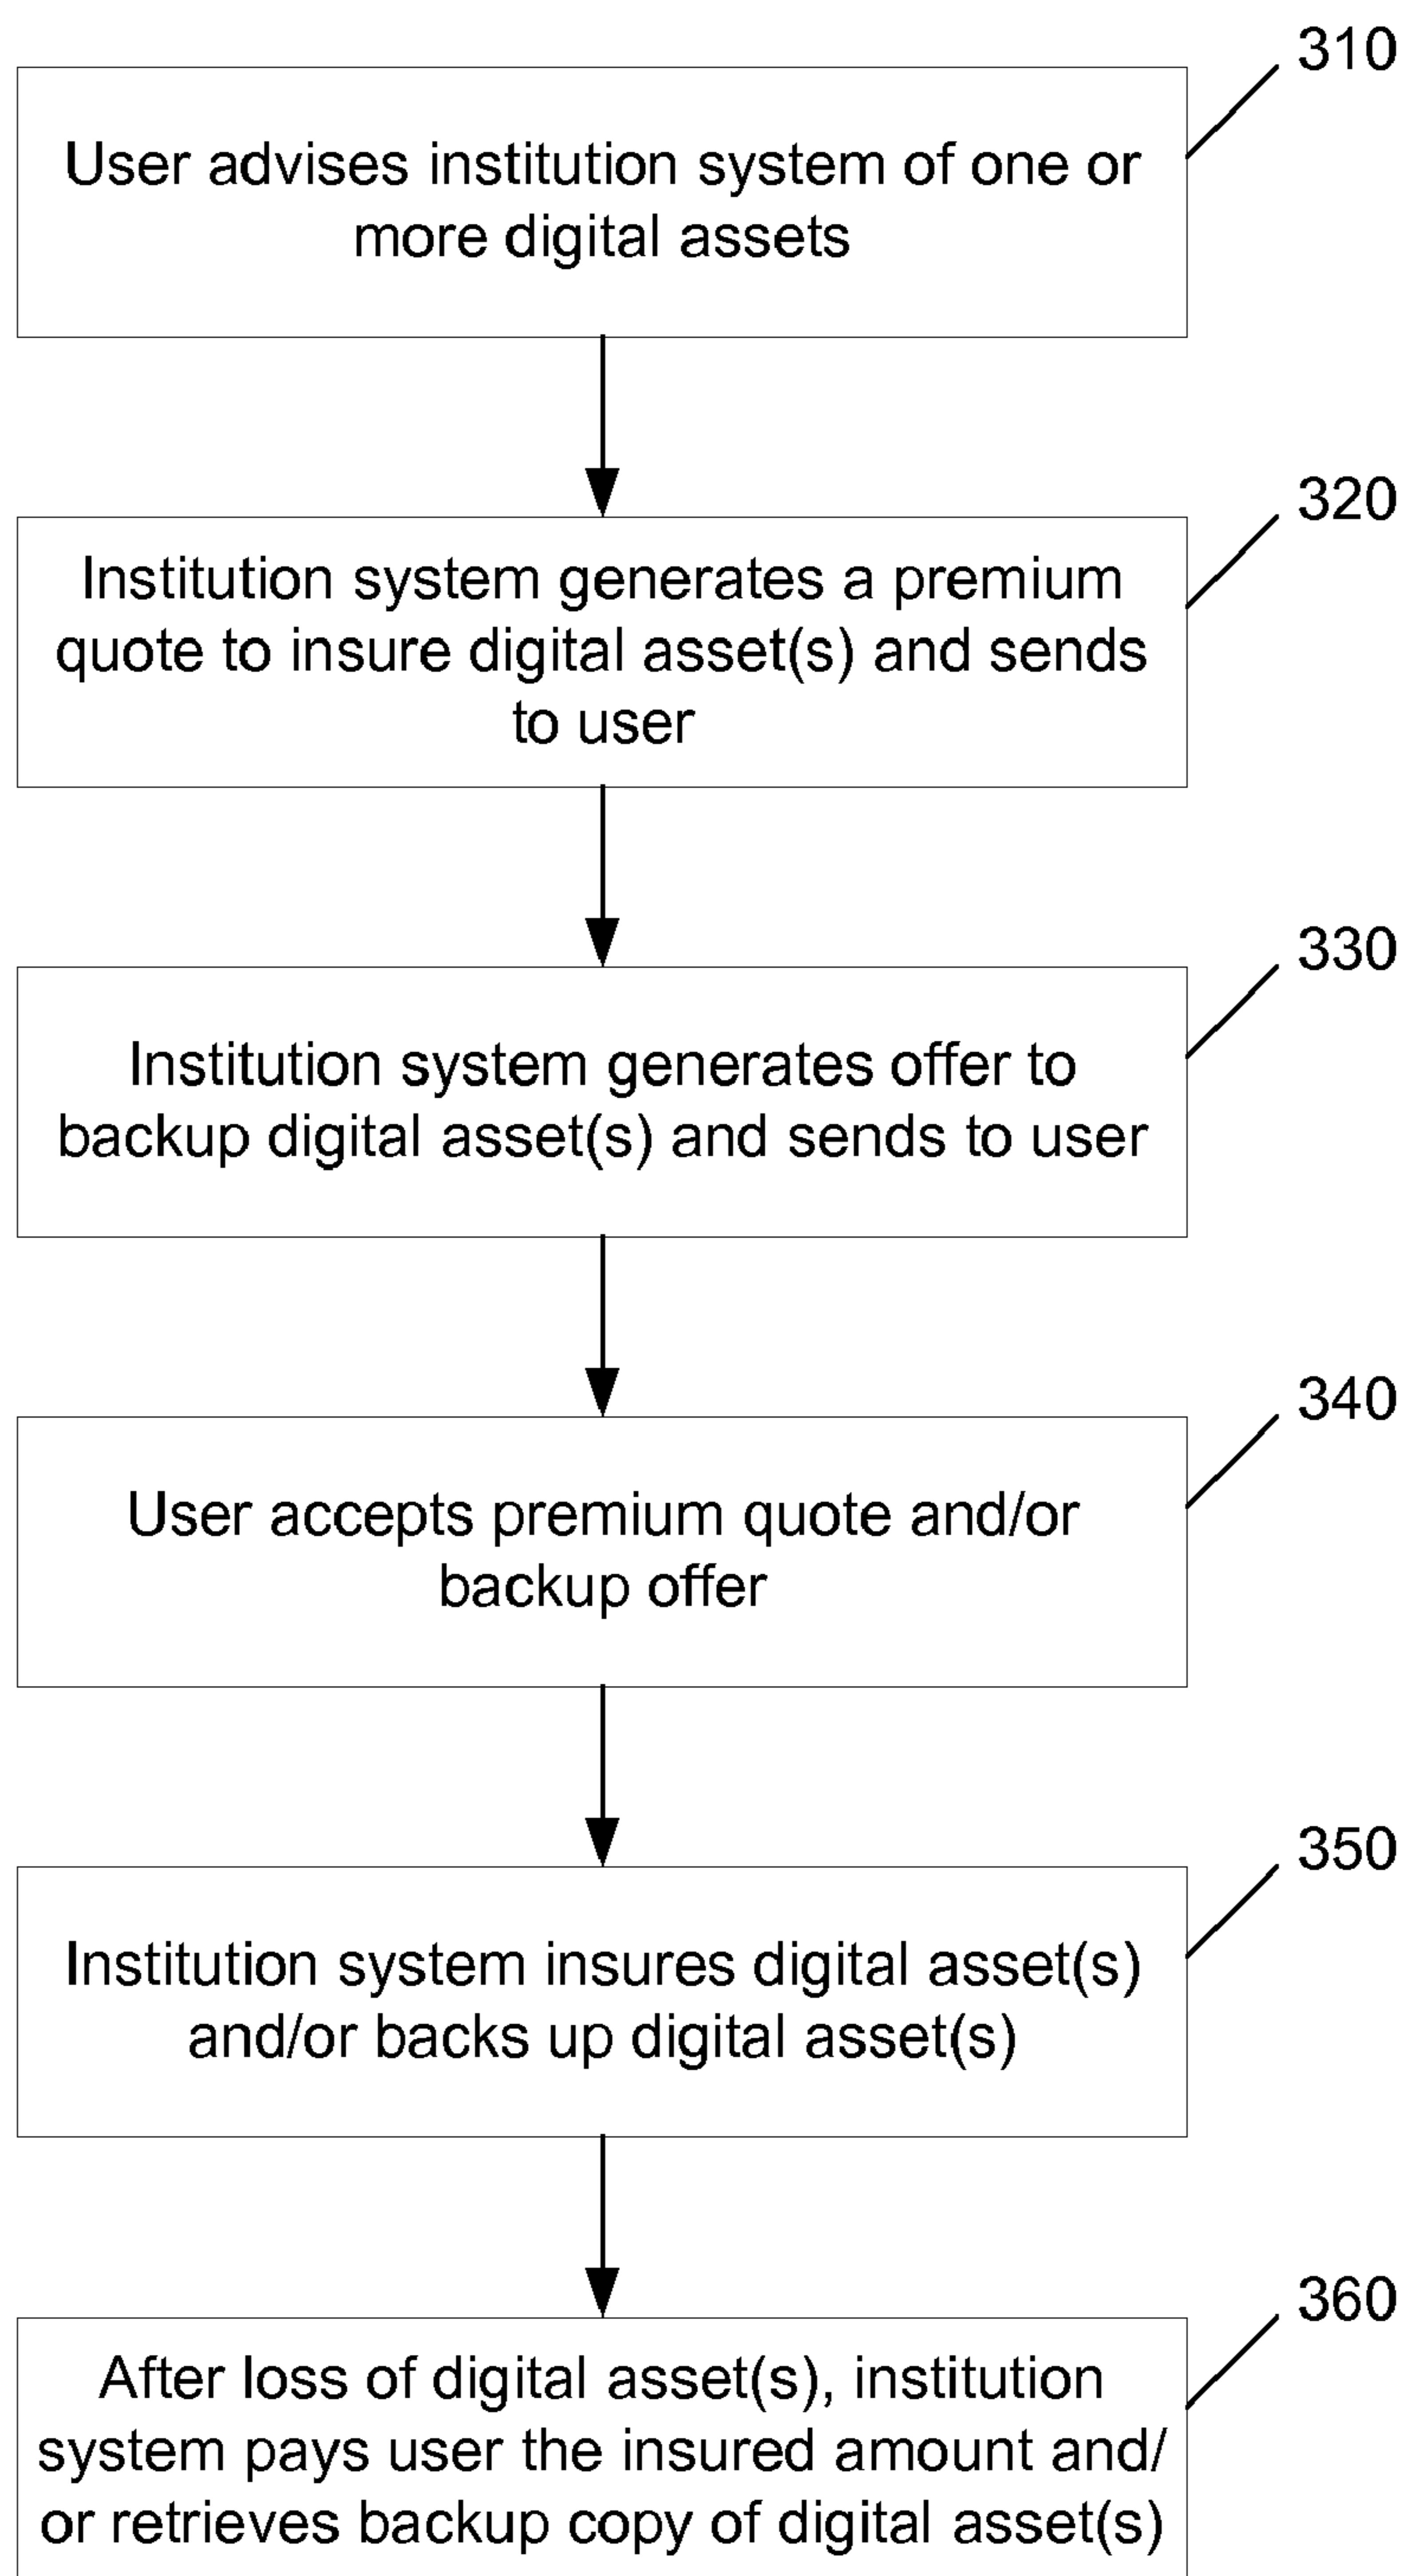 310
User advises institution system of one or
more digital assets
320
Institution system generates a premium
quote to insure digital asset(s) and sends
to user
330
Institution system generates offer to
backup digital asset(s) and sends to user
340
User accepts premium quote and/or
backup offer
350
Institution system insures digital asset(s)
and/or backs up digital asset(s)
360
After loss of digital asset(s), institution
system pays user the insured amount and/
or retrieves backup copy of digital asset(s)